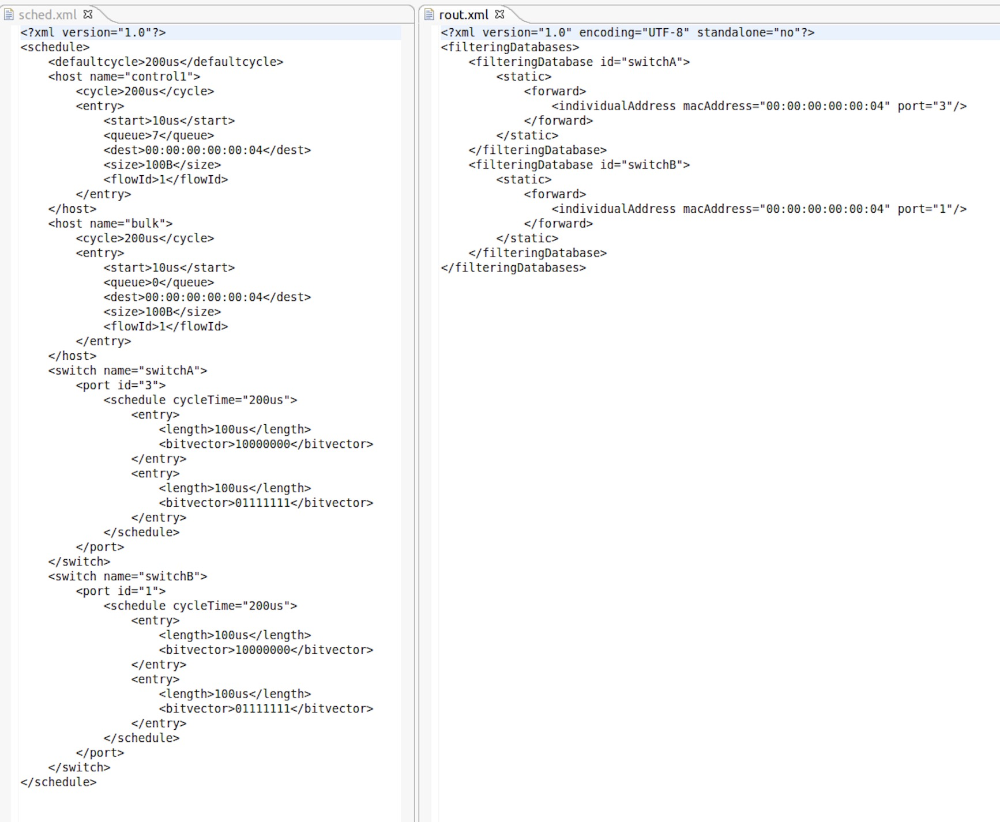 sched.xml
<?xml version="1.0"?>
<schedule>
    <defaultcycle>200us</defaultcycle>
    <host name="control1">
        <cycle>200us</cycle>
        <entry>
            <start>10us</start>
            <queue>7</queue>
            <dest>00:00:00:00:00:04</dest>
            <size>100B</size>
            <flowId>1</flowId>
        </entry>
    </host>
    <host name="bulk">
        <cycle>200us</cycle>
        <entry>
            <start>10us</start>
            <queue>0</queue>
            <dest>00:00:00:00:00:04</dest>
            <size>100B</size>
            <flowId>1</flowId>
        </entry>
    </host>
    <switch name="switchA">
        <port id="3">
            <schedule cycleTime="200us">
                <entry>
                    <length>100us</length>
                    <bitvector>10000000</bitvector>
                </entry>
                <entry>
                    <length>100us</length>
                    <bitvector>01111111</bitvector>
                </entry>
            </schedule>
        </port>
    </switch>
    <switch name="switchB">
        <port id="1">
            <schedule cycleTime="200us">
                <entry>
                    <length>100us</length>
                    <bitvector>10000000</bitvector>
                </entry>
                <entry>
                    <length>100us</length>
                    <bitvector>01111111</bitvector>
                </entry>
            </schedule>
        </port>
    </switch>
</schedule>
rout.xml
<?xml version="1.0" encoding="UTF-8" standalone="no"?>
<filteringDatabases>
    <filteringDatabase id="switchA">
        <static>
            <forward>
                <individualAddress macAddress="00:00:00:00:00:04" port="3"/>
            </forward>
        </static>
    </filteringDatabase>
    <filteringDatabase id="switchB">
        <static>
            <forward>
                <individualAddress macAddress="00:00:00:00:00:04" port="1"/>
            </forward>
        </static>
    </filteringDatabase>
</filteringDatabases>